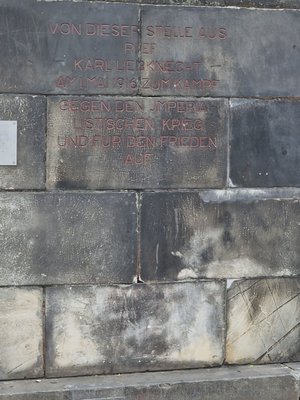 VON DIESER STELLE AUS
RIEF
KARL LIEBKNECHT
AM 1. MAI 1916 ZUM KAMPF
GEGEN DEN IMPERIA-
LISTSCHEN KRIEG
UND FÜR DEN FRIEDEN
AUF